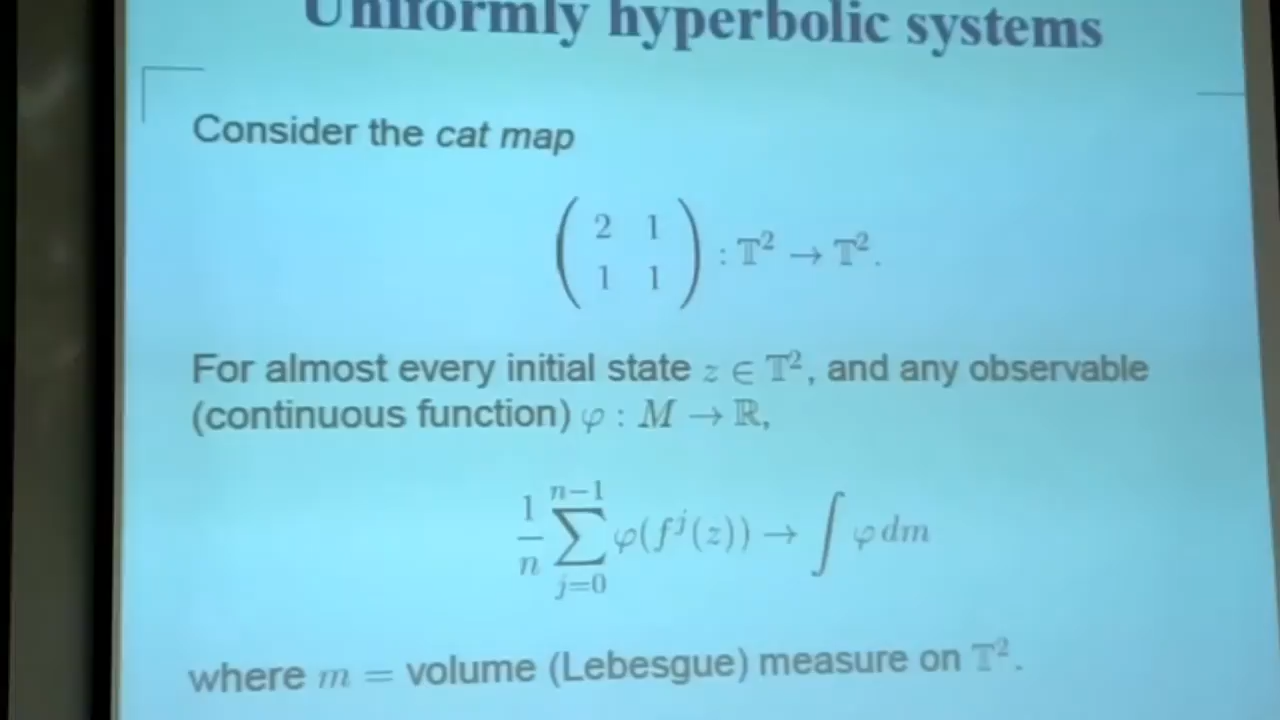 Uniformly hyperbolic systems
Consider the cat map
( 2 1
1 1 ) : 𝕋² → 𝕋².
For almost every initial state z ∈ 𝕋², and any observable
(continuous function) φ : M → ℝ,
1/n ∑_{j=0}^{n−1} φ(f^j(z)) → ∫ φ dm
where m = volume (Lebesgue) measure on 𝕋².